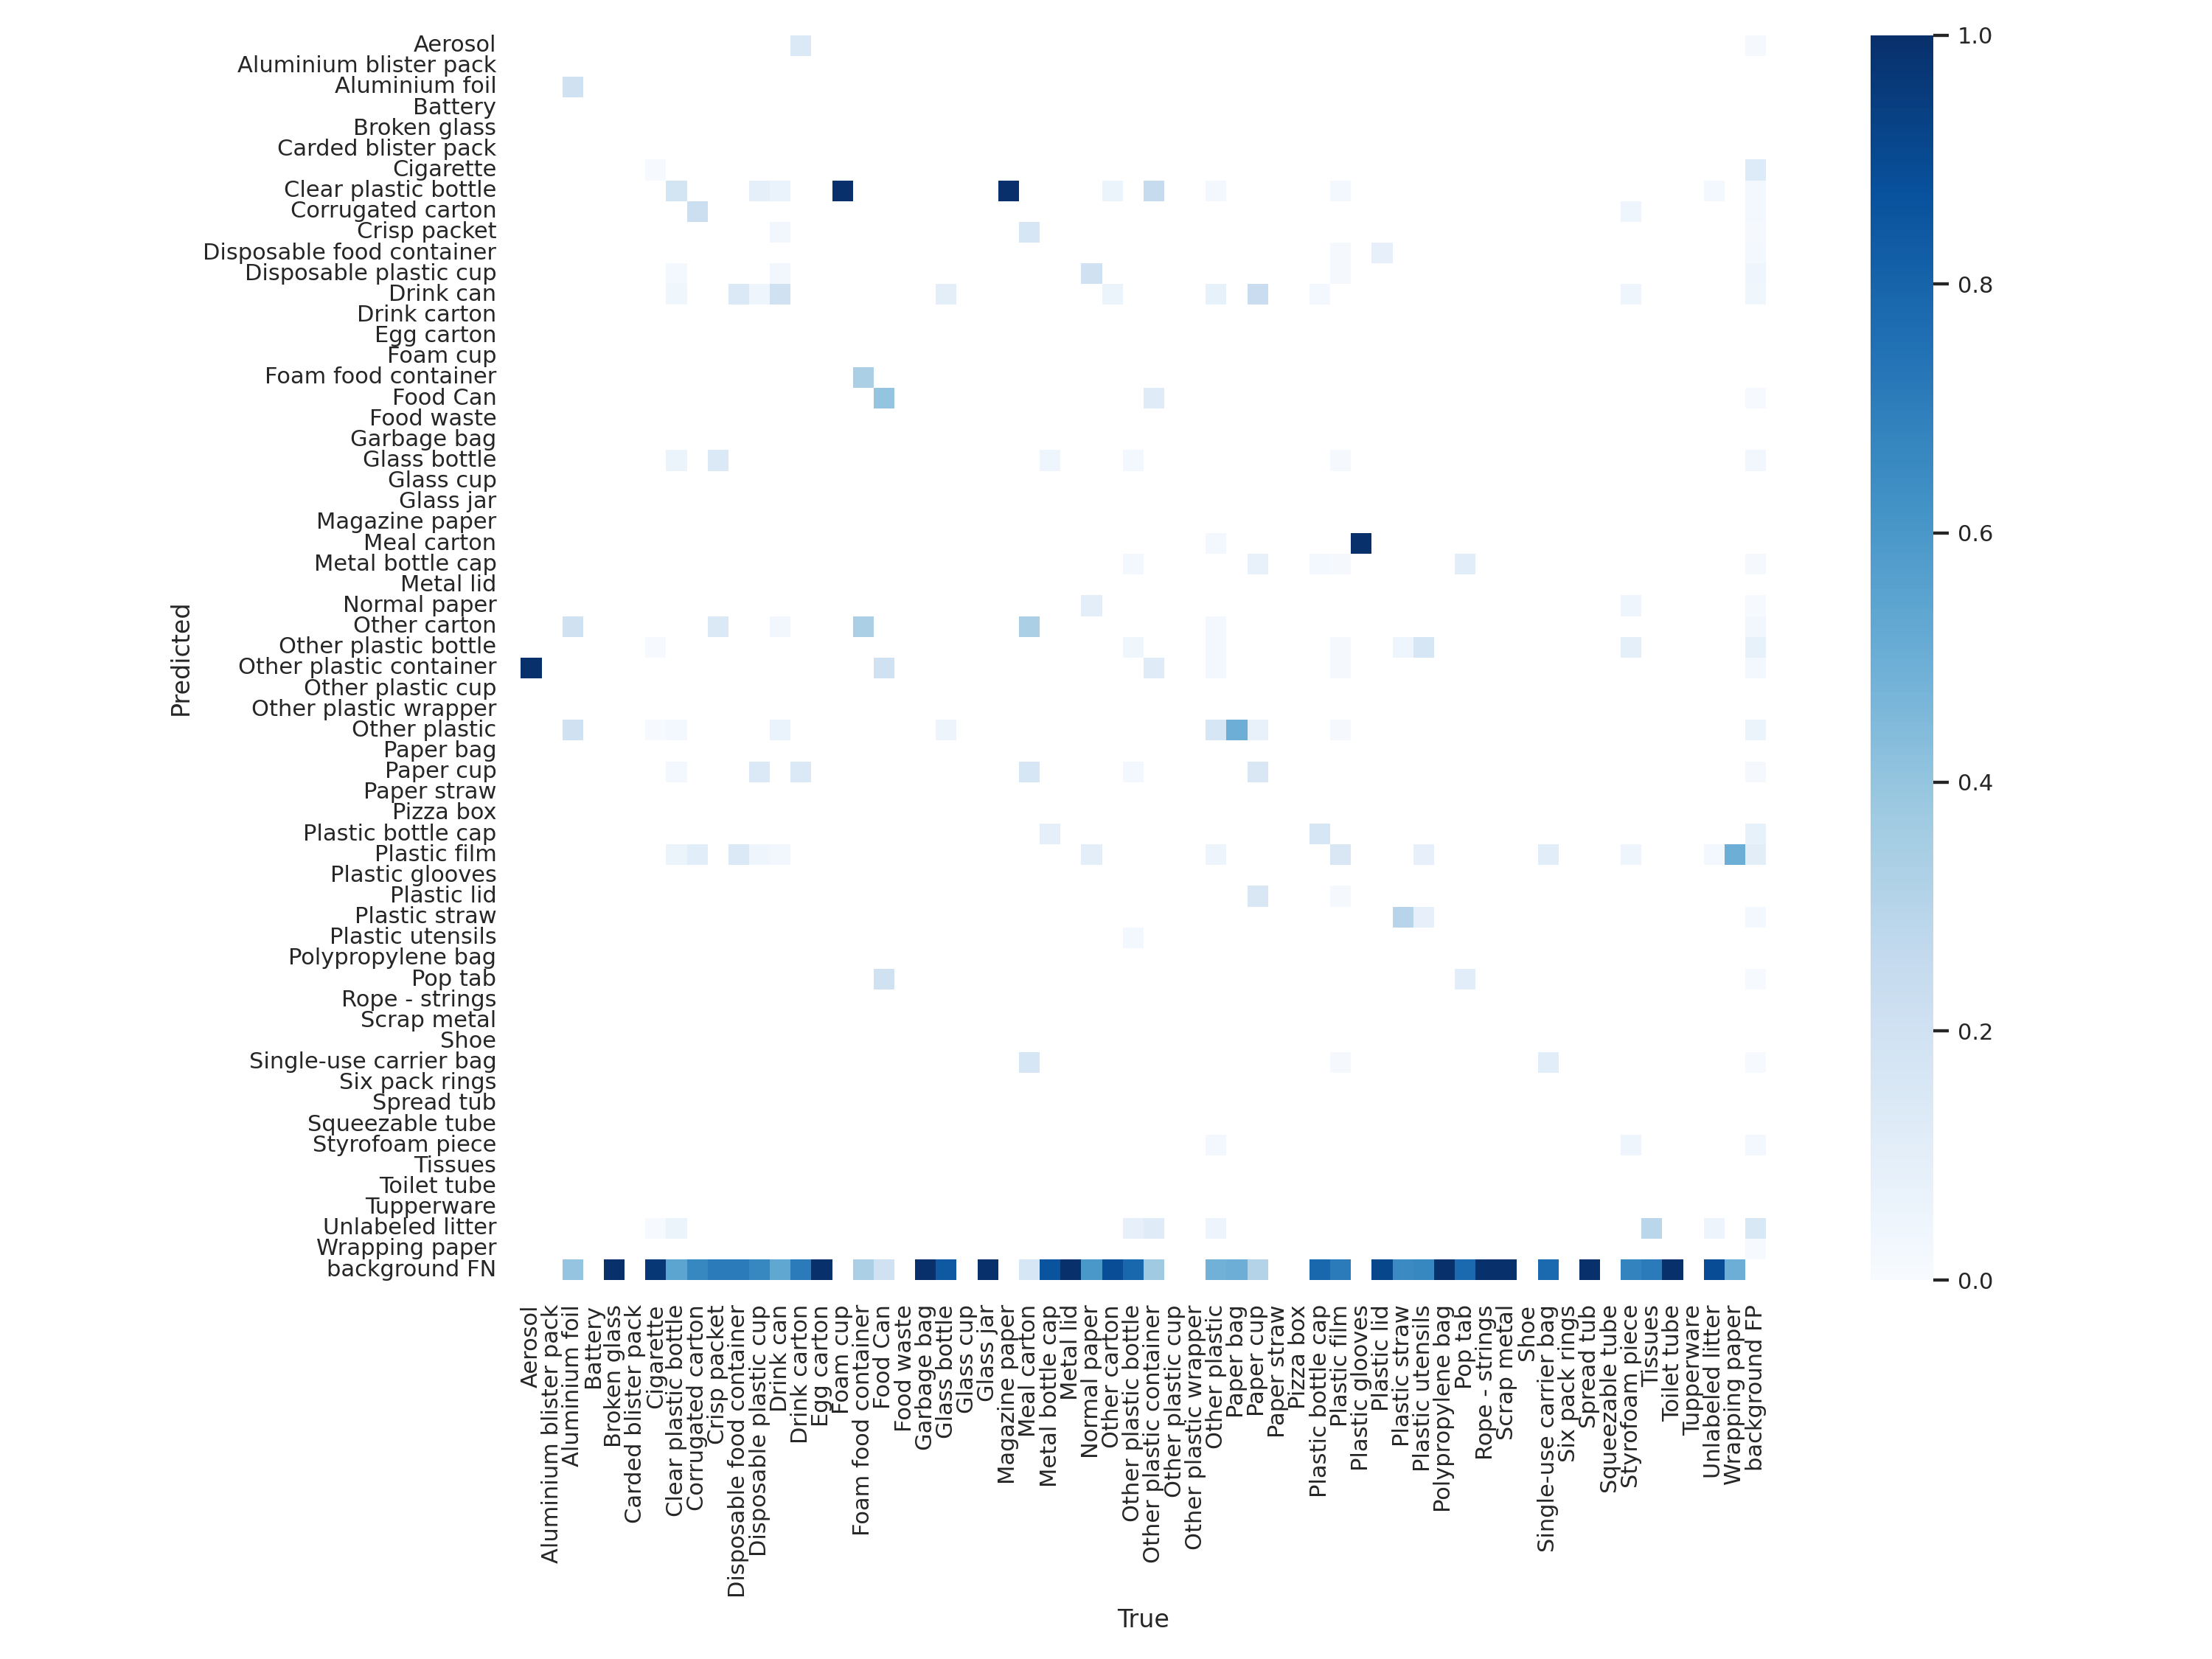 Aerosol
Aluminium blister pack
Aluminium foil
Battery
Broken glass
Carded blister pack
Cigarette
Clear plastic bottle
Corrugated carton
Crisp packet
Disposable food container
Disposable plastic cup
Drink can
Drink carton
Egg carton
Foam cup
Foam food container
Food Can
Food waste
Garbage bag
Glass bottle
Glass cup
Glass jar
Magazine paper
Meal carton
Metal bottle cap
Metal lid
Normal paper
Other carton
Other plastic bottle
Other plastic container
Other plastic cup
Other plastic wrapper
Other plastic
Paper bag
Paper cup
Paper straw
Pizza box
Plastic bottle cap
Plastic film
Plastic glooves
Plastic lid
Plastic straw
Plastic utensils
Polypropylene bag
Pop tab
Rope - strings
Scrap metal
Shoe
Single-use carrier bag
Six pack rings
Spread tub
Squeezable tube
Styrofoam piece
Tissues
Toilet tube
Tupperware
Unlabeled litter
Wrapping paper
background FN
Predicted
Aerosol
Aluminium blister pack
Aluminium foil
Battery
Broken glass
Carded blister pack
Cigarette
Clear plastic bottle
Corrugated carton
Crisp packet
Disposable food container
Disposable plastic cup
Drink can
Drink carton
Egg carton
Foam cup
Foam food container
Food Can
Food waste
Garbage bag
Glass bottle
Glass cup
Glass jar
Magazine paper
Meal carton
Metal bottle cap
Metal lid
Normal paper
Other carton
Other plastic bottle
Other plastic container
Other plastic cup
Other plastic wrapper
Other plastic
Paper bag
Paper cup
Paper straw
Pizza box
Plastic bottle cap
Plastic film
Plastic glooves
Plastic lid
Plastic straw
Plastic utensils
Polypropylene bag
Pop tab
Rope - strings
Scrap metal
Shoe
Single-use carrier bag
Six pack rings
Spread tub
Squeezable tube
Styrofoam piece
Tissues
Toilet tube
Tupperware
Unlabeled litter
Wrapping paper
background FP
True
1.0
0.8
0.6
0.4
0.2
0.0